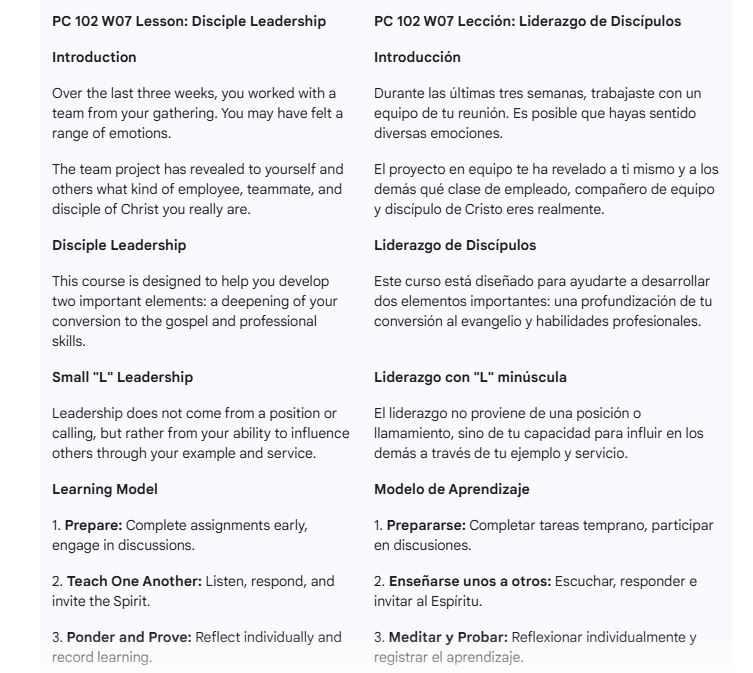 PC 102 W07 Lesson: Disciple Leadership
Introduction
Over the last three weeks, you worked with a
team from your gathering. You may have felt a
range of emotions.
The team project has revealed to yourself and
others what kind of employee, teammate, and
disciple of Christ you really are.
Disciple Leadership
This course is designed to help you develop
two important elements: a deepening of your
conversion to the gospel and professional
skills.
Small "L" Leadership
Leadership does not come from a position or
calling, but rather from your ability to influence
others through your example and service.
Learning Model
1. Prepare: Complete assignments early,
engage in discussions.
2. Teach One Another: Listen, respond, and
invite the Spirit.
3. Ponder and Prove: Reflect individually and
record learning.
PC 102 W07 Lección: Liderazgo de Discípulos
Introducción
Durante las últimas tres semanas, trabajaste con un
equipo de tu reunión. Es posible que hayas sentido
diversas emociones.
El proyecto en equipo te ha revelado a ti mismo y a los
demás qué clase de empleado, compañero de equipo
y discípulo de Cristo eres realmente.
Liderazgo de Discípulos
Este curso está diseñado para ayudarte a desarrollar
dos elementos importantes: una profundización de tu
conversión al evangelio y habilidades profesionales.
Liderazgo con "L" minúscula
El liderazgo no proviene de una posición o
llamamiento, sino de tu capacidad para influir en los
demás a través de tu ejemplo y servicio.
Modelo de Aprendizaje
1. Prepararse: Completar tareas temprano, participar
en discusiones.
2. Enseñarse unos a otros: Escuchar, responder e
invitar al Espíritu.
3. Meditar y Probar: Reflexionar individualmente y
registrar el aprendizaje.